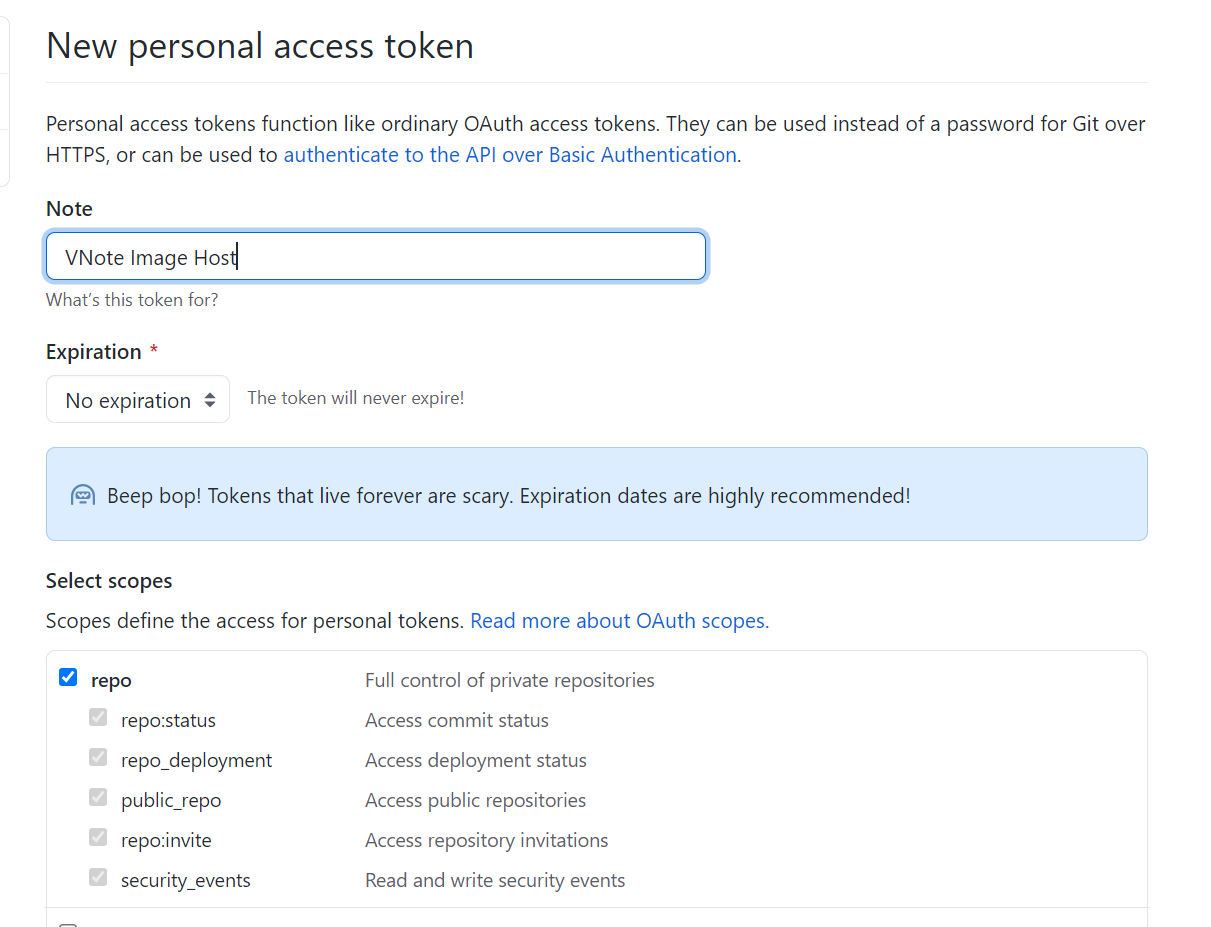 New personal access token
Personal access tokens function like ordinary OAuth access tokens. They can be used instead of a password for Git over
HTTPS, or can be used to authenticate to the API over Basic Authentication.
Note
VNote Image Host
What's this token for?
Expiration *
No expiration The token will never expire!
Beep bop! Tokens that live forever are scary. Expiration dates are highly recommended!
Select scopes
Scopes define the access for personal tokens. Read more about OAuth scopes.
repo Full control of private repositories
repo:status Access commit status
repo_deployment Access deployment status
public_repo Access public repositories
repo:invite Access repository invitations
security_events Read and write security events